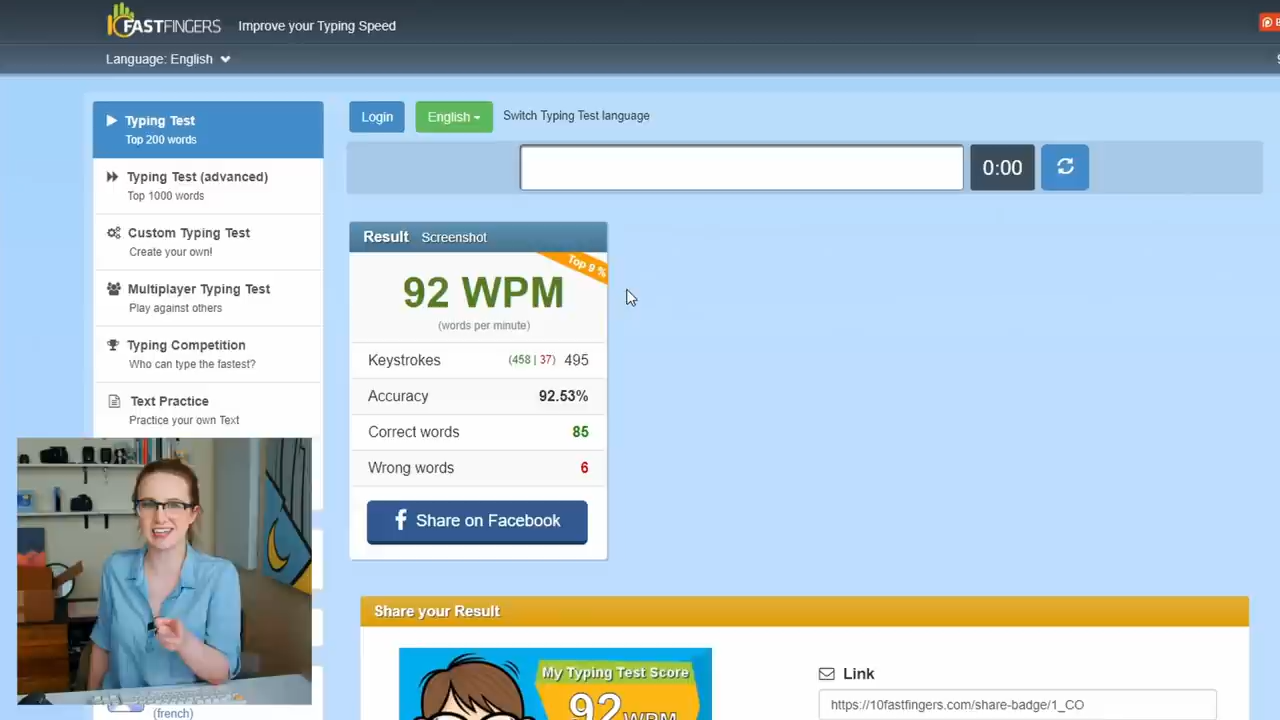 10FASTFINGERS Improve your Typing Speed
Language: English
Typing Test
Top 200 words
Typing Test (advanced)
Top 1000 words
Custom Typing Test
Create your own!
Multiplayer Typing Test
Play against others
Typing Competition
Who can type the fastest?
Text Practice
Practice your own Text
(french)
Login English Switch Typing Test language
0:00
Result Screenshot
Top 9 %
92 WPM
(words per minute)
Keystrokes (458 | 37) 495
Accuracy 92.53%
Correct words 85
Wrong words 6
f Share on Facebook
Share your Result
My Typing Test Score
92 WPM
Link
https://10fastfingers.com/share-badge/1_CO